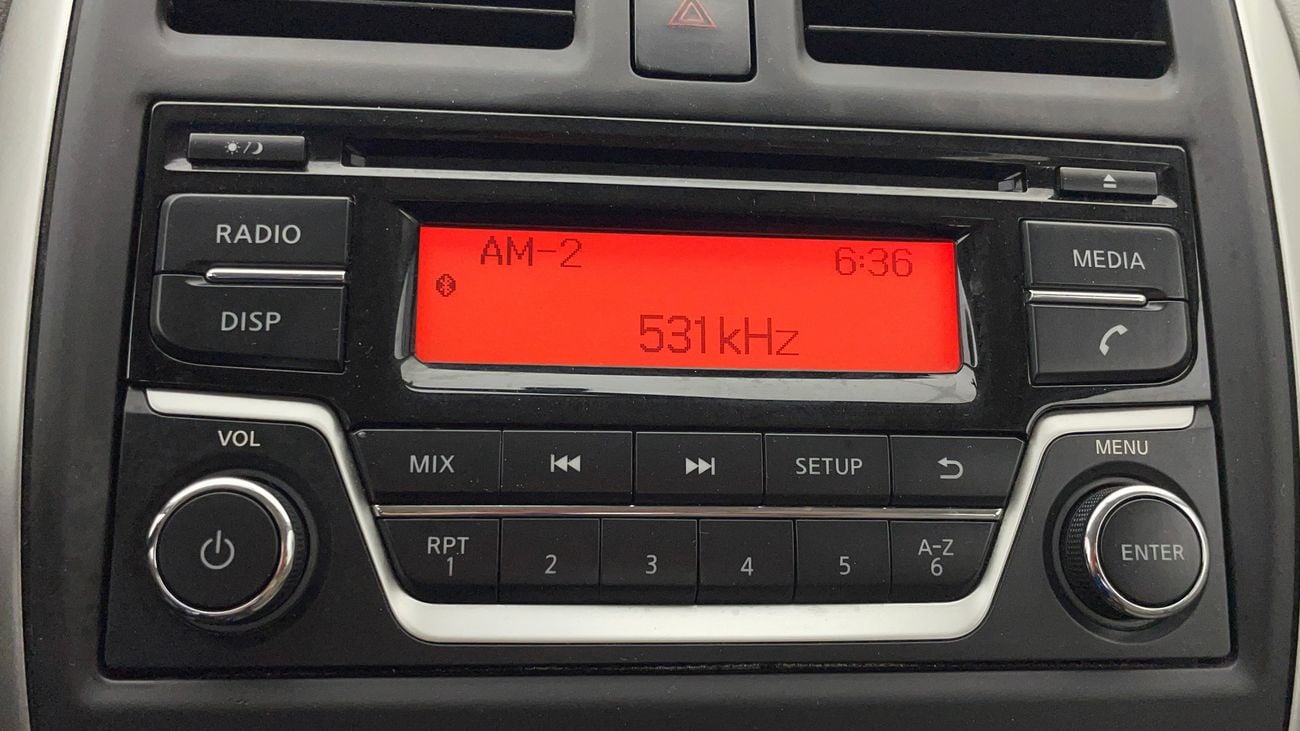 RADIO
DISP
AM-2 6:36
531kHz
MEDIA
VOL
MENU
MIX SETUP
RPT A-Z
1 2 3 4 5 6
ENTER